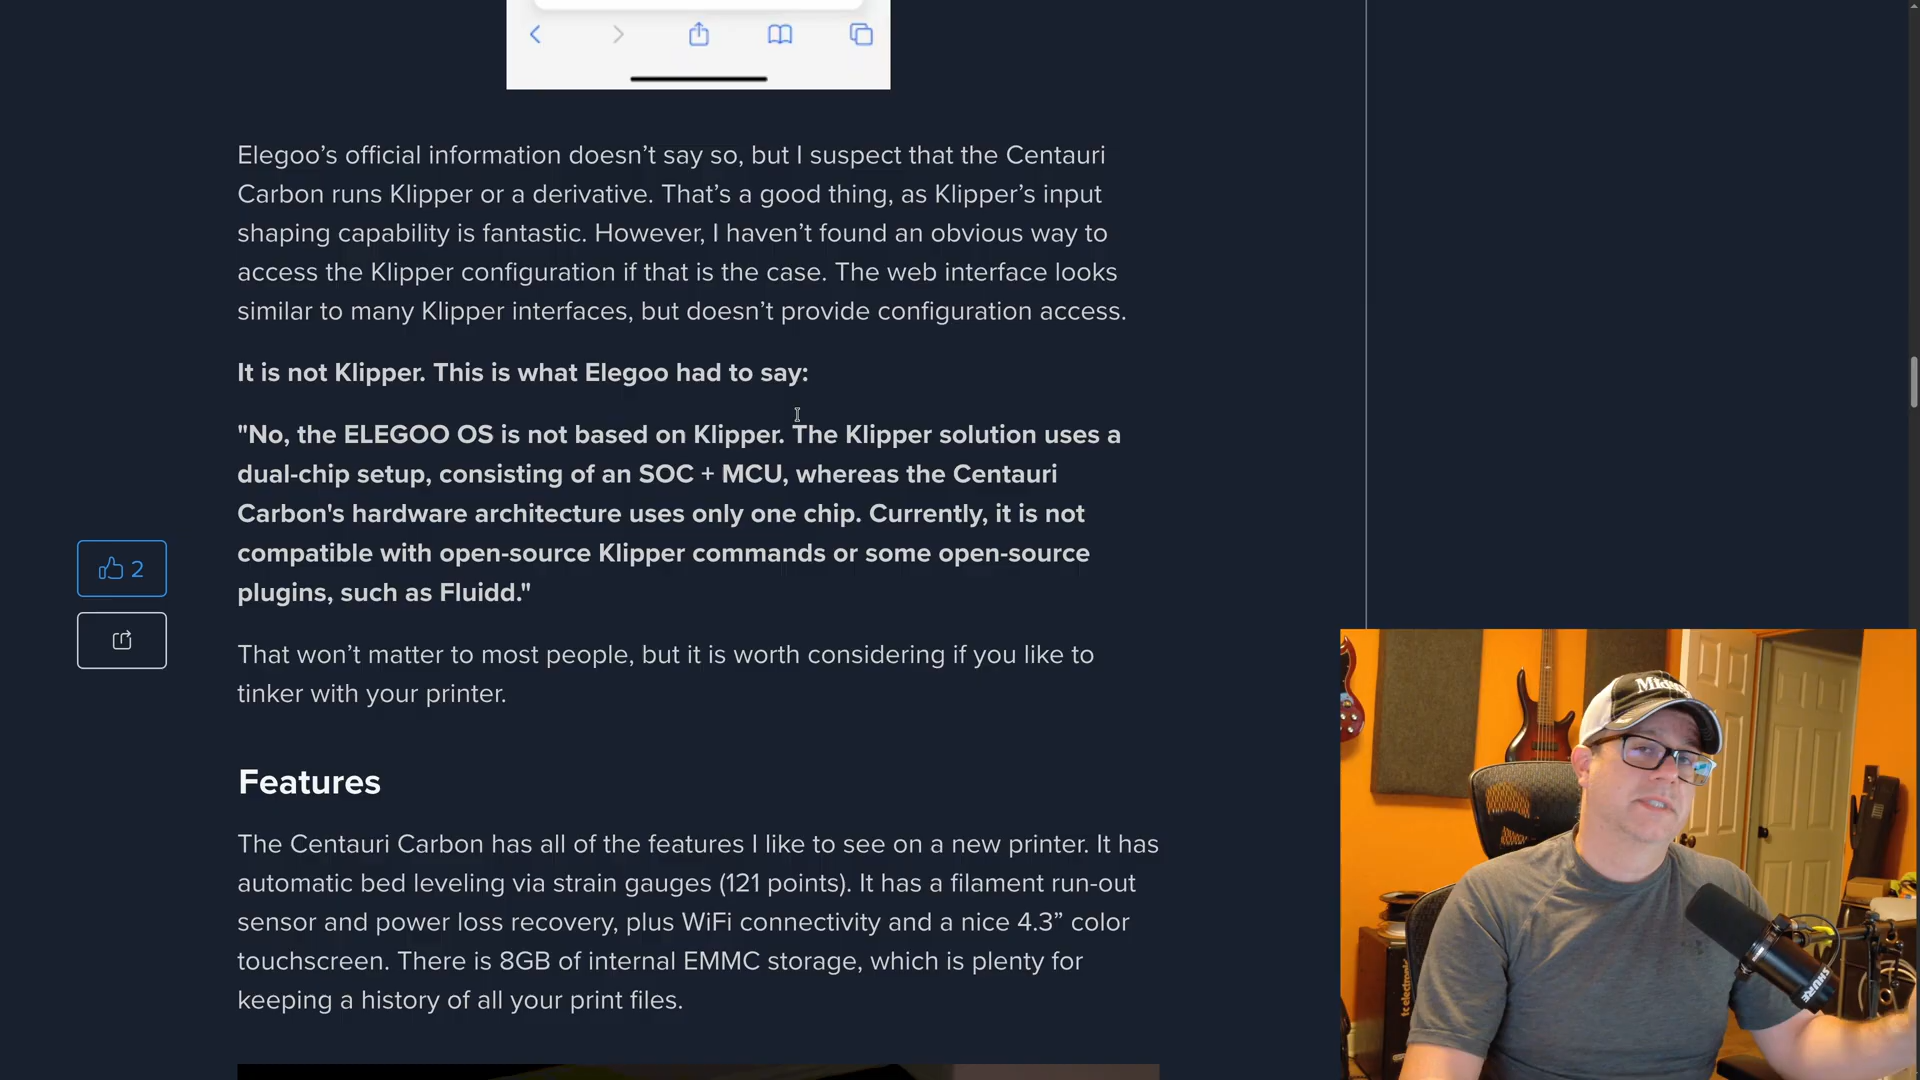 Elegoo’s official information doesn’t say so, but I suspect that the Centauri
Carbon runs Klipper or a derivative. That’s a good thing, as Klipper’s input
shaping capability is fantastic. However, I haven’t found an obvious way to
access the Klipper configuration if that is the case. The web interface looks
similar to many Klipper interfaces, but doesn’t provide configuration access.
It is not Klipper. This is what Elegoo had to say:
"No, the ELEGOO OS is not based on Klipper. The Klipper solution uses a
dual-chip setup, consisting of an SOC + MCU, whereas the Centauri
Carbon's hardware architecture uses only one chip. Currently, it is not
compatible with open-source Klipper commands or some open-source
plugins, such as Fluidd."
2
That won’t matter to most people, but it is worth considering if you like to
tinker with your printer.
Features
The Centauri Carbon has all of the features I like to see on a new printer. It has
automatic bed leveling via strain gauges (121 points). It has a filament run-out
sensor and power loss recovery, plus WiFi connectivity and a nice 4.3” color
touchscreen. There is 8GB of internal EMMC storage, which is plenty for
keeping a history of all your print files.
tc electronic
SHURE